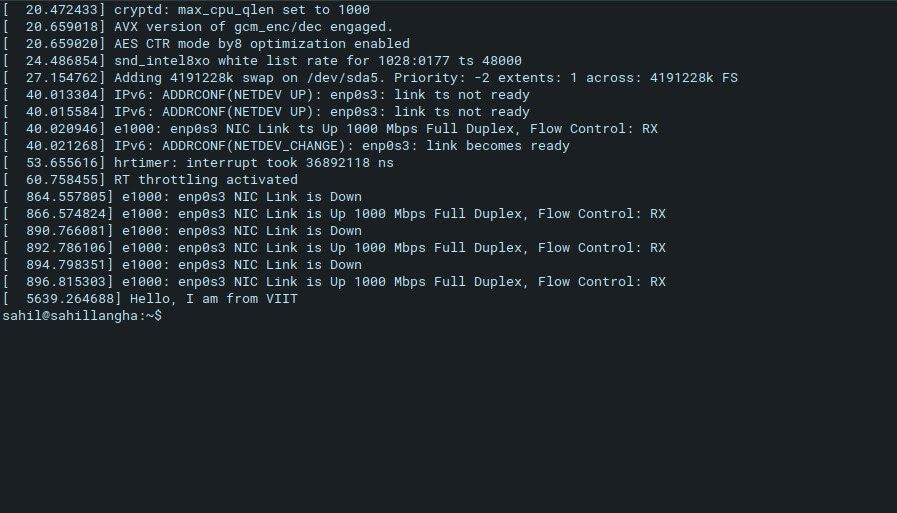 [  20.472433] cryptd: max_cpu_qlen set to 1000
[  20.659018] AVX version of gcm_enc/dec engaged.
[  20.659020] AES CTR mode by8 optimization enabled
[  24.486854] snd_intel8xo white list rate for 1028:0177 ts 48000
[  27.154762] Adding 4191228k swap on /dev/sda5. Priority: -2 extents: 1 across: 4191228k FS
[  40.013304] IPv6: ADDRCONF(NETDEV UP): enp0s3: link ts not ready
[  40.015584] IPv6: ADDRCONF(NETDEV UP): enp0s3: link ts not ready
[  40.020946] e1000: enp0s3 NIC Link ts Up 1000 Mbps Full Duplex, Flow Control: RX
[  40.021268] IPv6: ADDRCONF(NETDEV_CHANGE): enp0s3: link becomes ready
[  53.655616] hrtimer: interrupt took 36892118 ns
[  60.758455] RT throttling activated
[  864.557805] e1000: enp0s3 NIC Link is Down
[  866.574824] e1000: enp0s3 NIC Link is Up 1000 Mbps Full Duplex, Flow Control: RX
[  890.766081] e1000: enp0s3 NIC Link is Down
[  892.786106] e1000: enp0s3 NIC Link is Up 1000 Mbps Full Duplex, Flow Control: RX
[  894.798351] e1000: enp0s3 NIC Link is Down
[  896.815303] e1000: enp0s3 NIC Link is Up 1000 Mbps Full Duplex, Flow Control: RX
[  5639.264688] Hello, I am from VIIT
sahil@sahillangha:~$